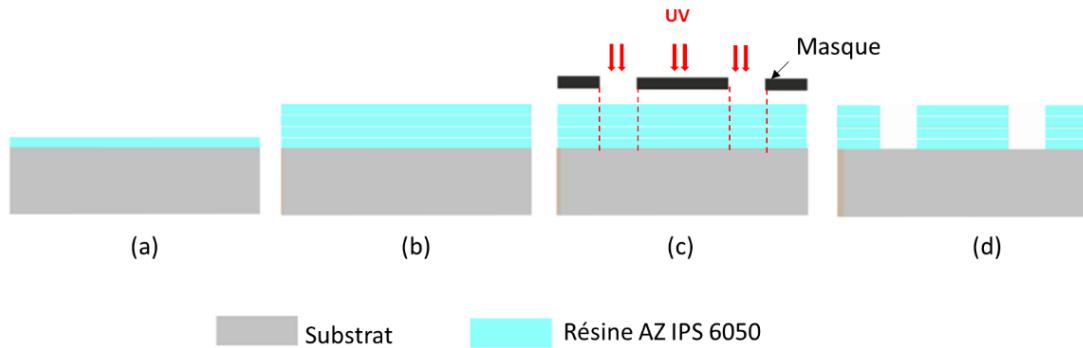 UV
Masque
(a)
(b)
(c)
(d)
Substrat
Résine AZ IPS 6050